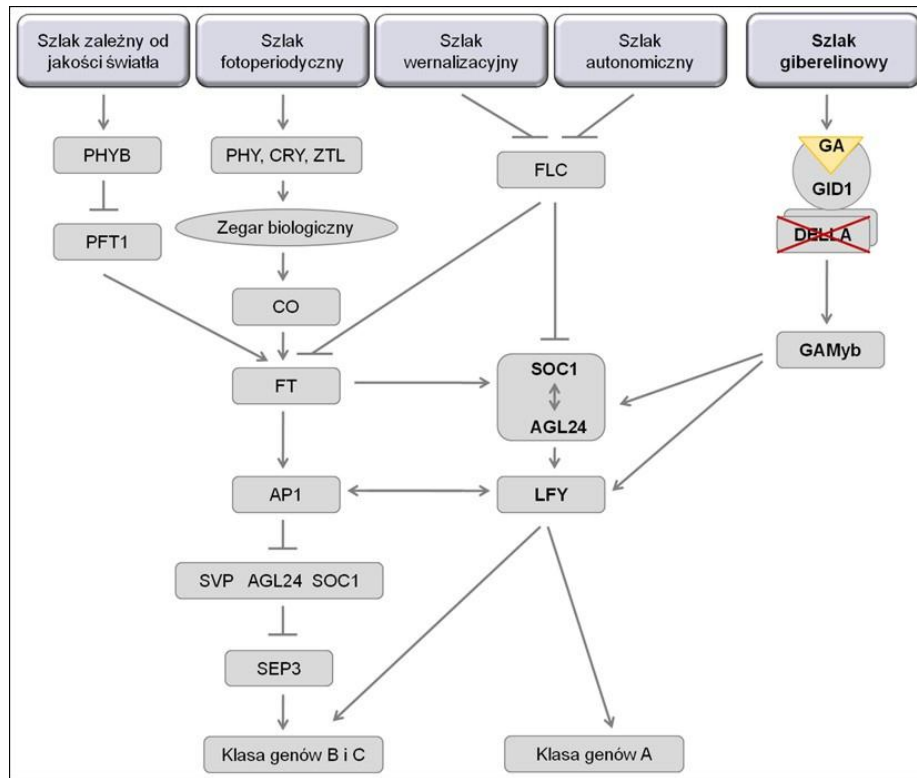 Szlak zależny od
jakości światła
Szlak
fotoperiodyczny
Szlak
wernalizacyjny
Szlak
autonomiczny
Szlak
giberelinowy
PHYB
PHY, CRY, ZTL
FLC
GA
GID1
DELLA
PFT1
Zegar biologiczny
CO
GAMyb
FT
SOC1
AGL24
AP1
LFY
SVP AGL24 SOC1
SEP3
Klasa genów B i C
Klasa genów A